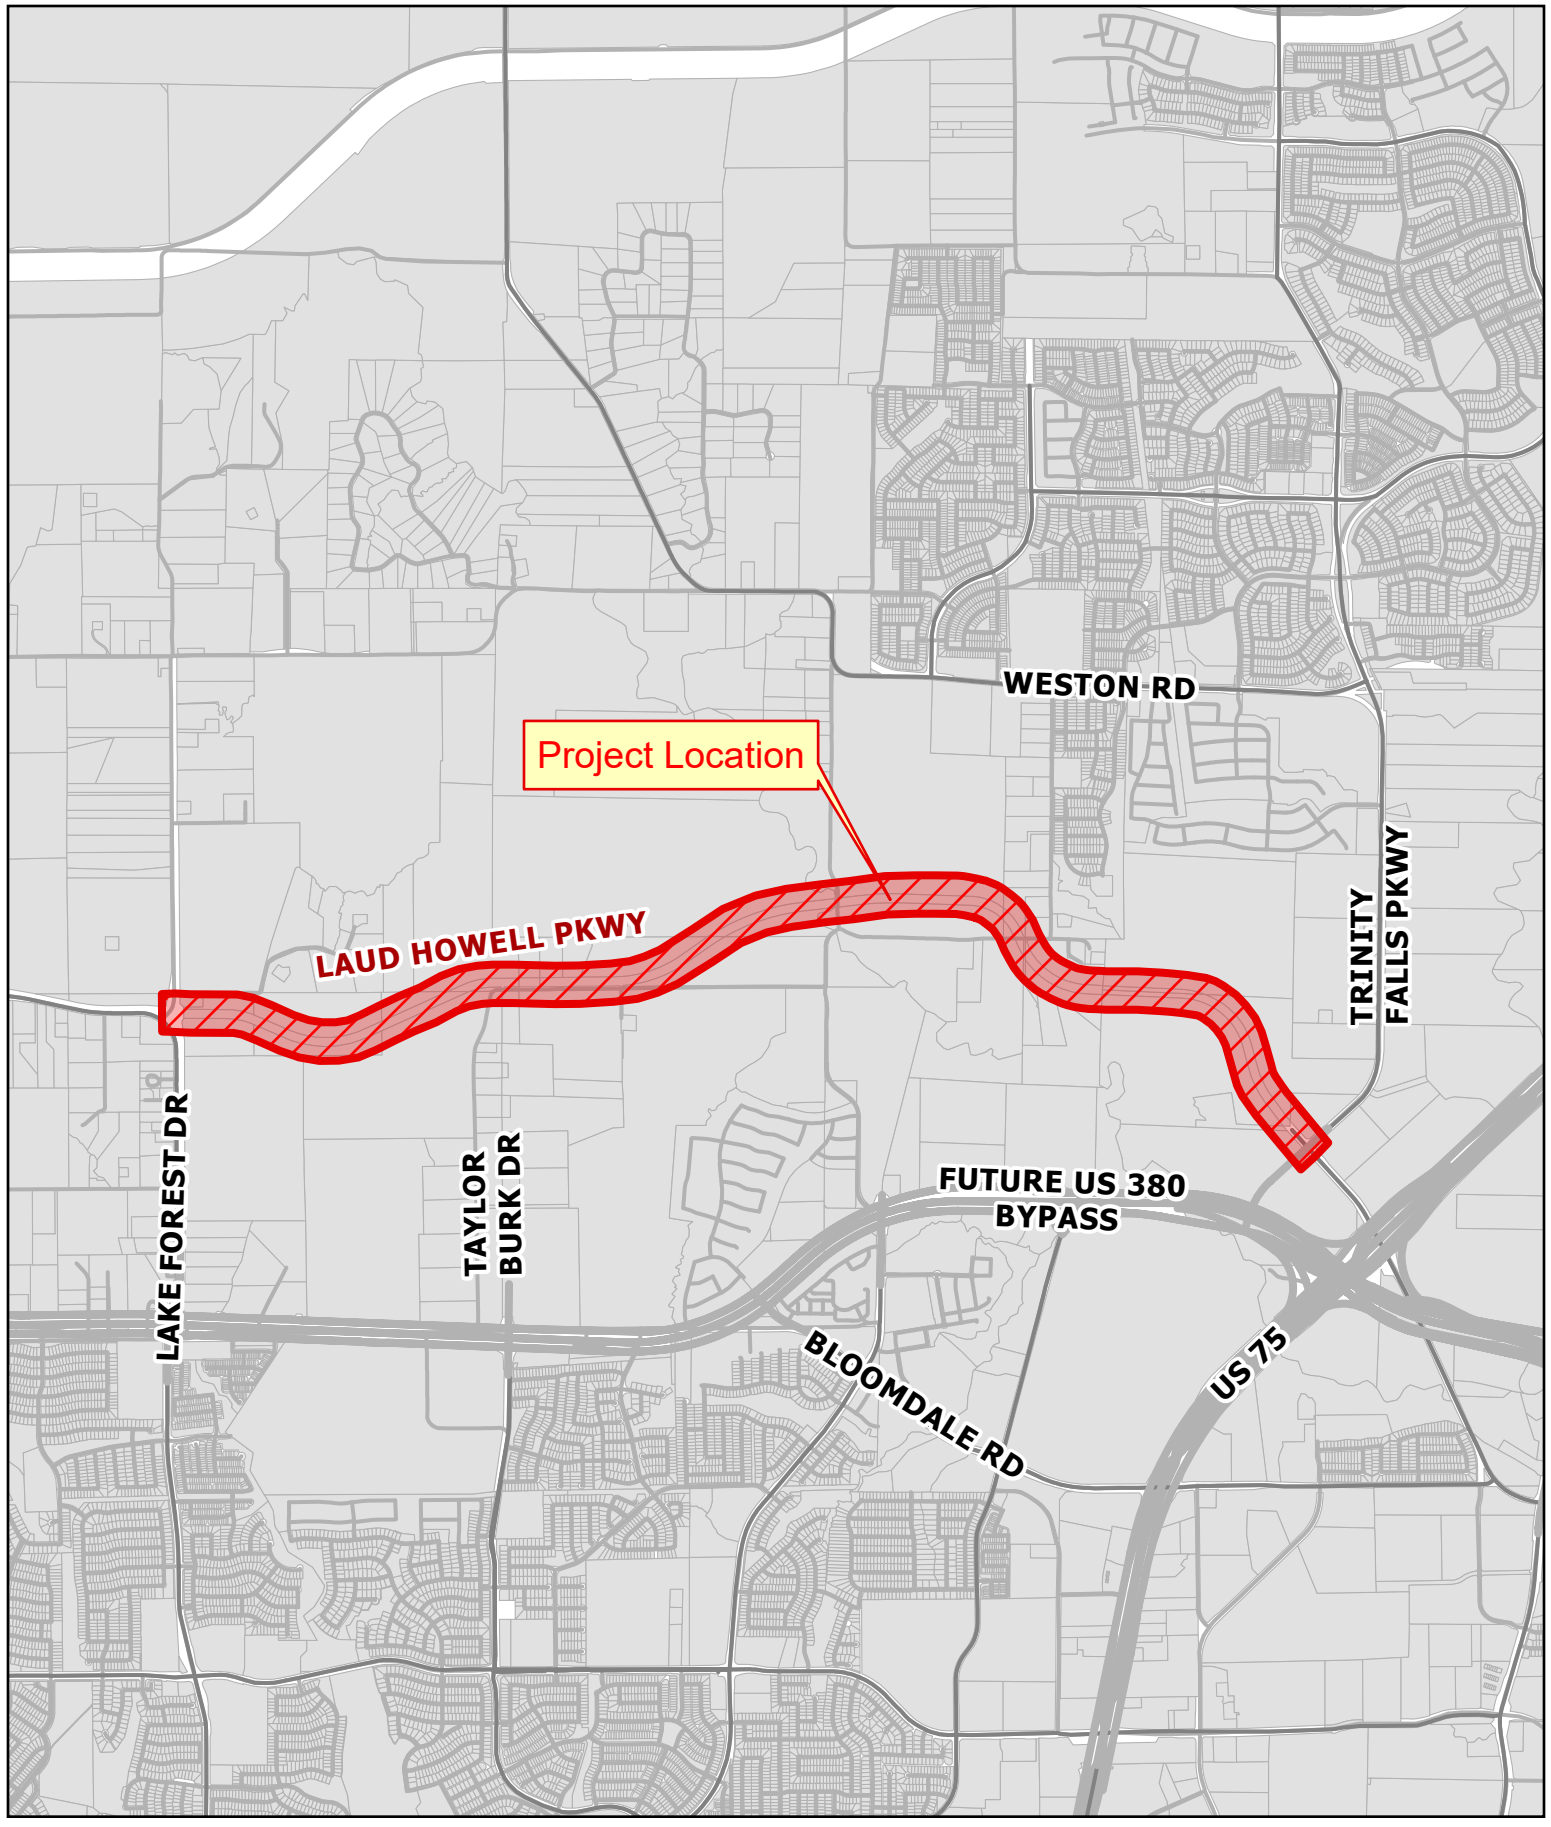 WESTON RD
Project Location
LAUD HOWELL PKWY
TRINITY
FALLS PKWY
LAKE FOREST DR
TAYLOR
BURK DR
FUTURE US 380
BYPASS
BLOOMDALE RD
US 75